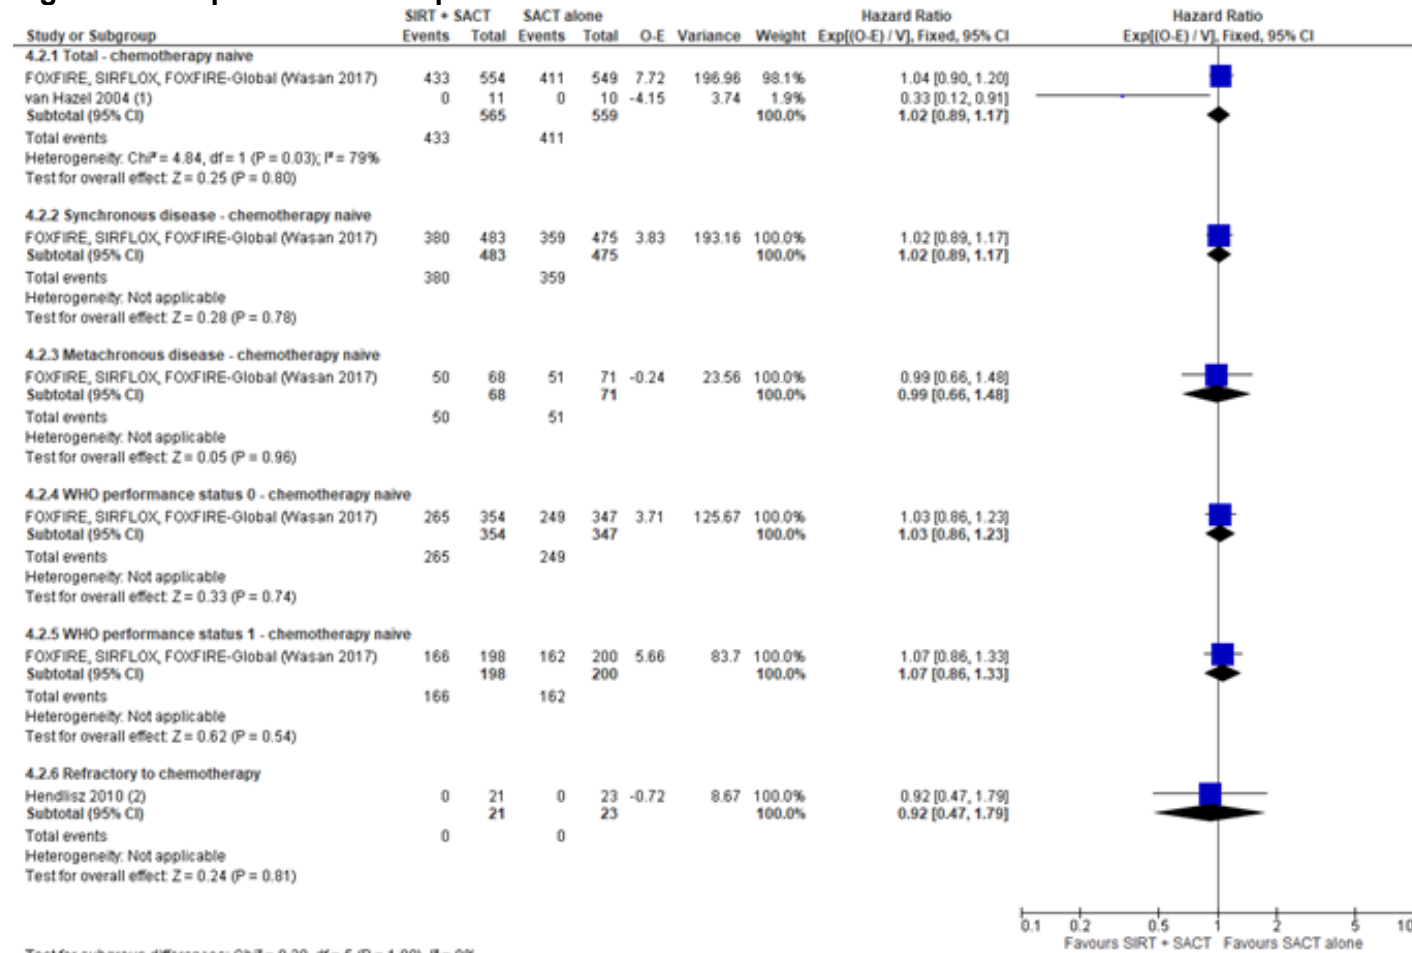 SIRT + SACT SACT alone Hazard Ratio Hazard Ratio
Study or Subgroup Events Total Events Total O-E Variance Weight Exp[(O-E) / V], Fixed, 95% CI Exp[(O-E) / V], Fixed, 95% CI
4.2.1 Total - chemotherapy naive
FOXFIRE, SIRFLOX, FOXFIRE-Global (Wasan 2017) 433 554 411 549 7.72 196.96 98.1% 1.04 [0.90, 1.20]
van Hazel 2004 (1) 0 11 0 10 -4.15 3.74 1.9% 0.33 [0.12, 0.91]
Subtotal (95% CI) 565 559 100.0% 1.02 [0.89, 1.17]
Total events 433 411
Heterogeneity: Chi² = 4.84, df = 1 (P = 0.03); I² = 79%
Test for overall effect: Z = 0.25 (P = 0.80)
4.2.2 Synchronous disease - chemotherapy naive
FOXFIRE, SIRFLOX, FOXFIRE-Global (Wasan 2017) 380 483 359 475 3.83 193.16 100.0% 1.02 [0.89, 1.17]
Subtotal (95% CI) 483 475 100.0% 1.02 [0.89, 1.17]
Total events 380 359
Heterogeneity: Not applicable
Test for overall effect: Z = 0.28 (P = 0.78)
4.2.3 Metachronous disease - chemotherapy naive
FOXFIRE, SIRFLOX, FOXFIRE-Global (Wasan 2017) 50 68 51 71 -0.24 23.56 100.0% 0.99 [0.66, 1.48]
Subtotal (95% CI) 68 71 100.0% 0.99 [0.66, 1.48]
Total events 50 51
Heterogeneity: Not applicable
Test for overall effect: Z = 0.05 (P = 0.96)
4.2.4 WHO performance status 0 - chemotherapy naive
FOXFIRE, SIRFLOX, FOXFIRE-Global (Wasan 2017) 265 354 249 347 3.71 125.67 100.0% 1.03 [0.86, 1.23]
Subtotal (95% CI) 354 347 100.0% 1.03 [0.86, 1.23]
Total events 265 249
Heterogeneity: Not applicable
Test for overall effect: Z = 0.33 (P = 0.74)
4.2.5 WHO performance status 1 - chemotherapy naive
FOXFIRE, SIRFLOX, FOXFIRE-Global (Wasan 2017) 166 198 162 200 5.66 83.7 100.0% 1.07 [0.86, 1.33]
Subtotal (95% CI) 198 200 100.0% 1.07 [0.86, 1.33]
Total events 166 162
Heterogeneity: Not applicable
Test for overall effect: Z = 0.62 (P = 0.54)
4.2.6 Refractory to chemotherapy
Hendlisz 2010 (2) 0 21 0 23 -0.72 8.67 100.0% 0.92 [0.47, 1.79]
Subtotal (95% CI) 21 23 100.0% 0.92 [0.47, 1.79]
Total events 0 0
Heterogeneity: Not applicable
Test for overall effect: Z = 0.24 (P = 0.81)
0.1 0.2 0.5 1 2 5 10
Favours SIRT + SACT Favours SACT alone